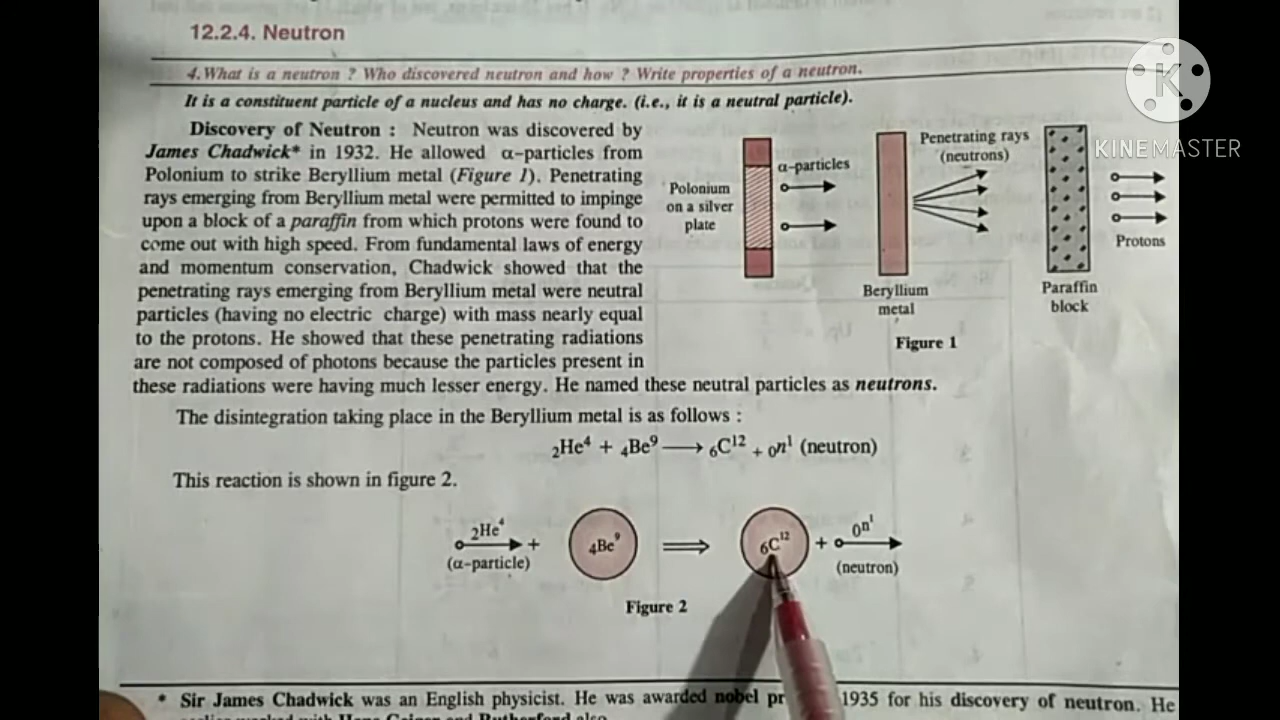 12.2.4. Neutron
4. What is a neutron ? Who discovered neutron and how ? Write properties of a neutron.
It is a constituent particle of a nucleus and has no charge. (i.e., it is a neutral particle).
Discovery of Neutron : Neutron was discovered by
James Chadwick* in 1932. He allowed α-particles from
Polonium to strike Beryllium metal (Figure 1). Penetrating
rays emerging from Beryllium metal were permitted to impinge
upon a block of a paraffin from which protons were found to
come out with high speed. From fundamental laws of energy
and momentum conservation, Chadwick showed that the
penetrating rays emerging from Beryllium metal were neutral
particles (having no electric charge) with mass nearly equal
to the protons. He showed that these penetrating radiations
are not composed of photons because the particles present in
these radiations were having much lesser energy. He named these neutral particles as neutrons.
Polonium
on a silver
plate
α-particles
Beryllium
metal
Penetrating rays
(neutrons)
Paraffin
block
Protons
Figure 1
KINEMASTER
K
The disintegration taking place in the Beryllium metal is as follows :
₂He⁴ + ₄Be⁹ ⟶ ₆C¹² + ₀n¹ (neutron)
This reaction is shown in figure 2.
₂He⁴ + ₄Be⁹ ⟹ ₆C¹² + ₀n¹
(α-particle)
(neutron)
Figure 2
* Sir James Chadwick was an English physicist. He was awarded nobel 1935 for his discovery of neutron. He